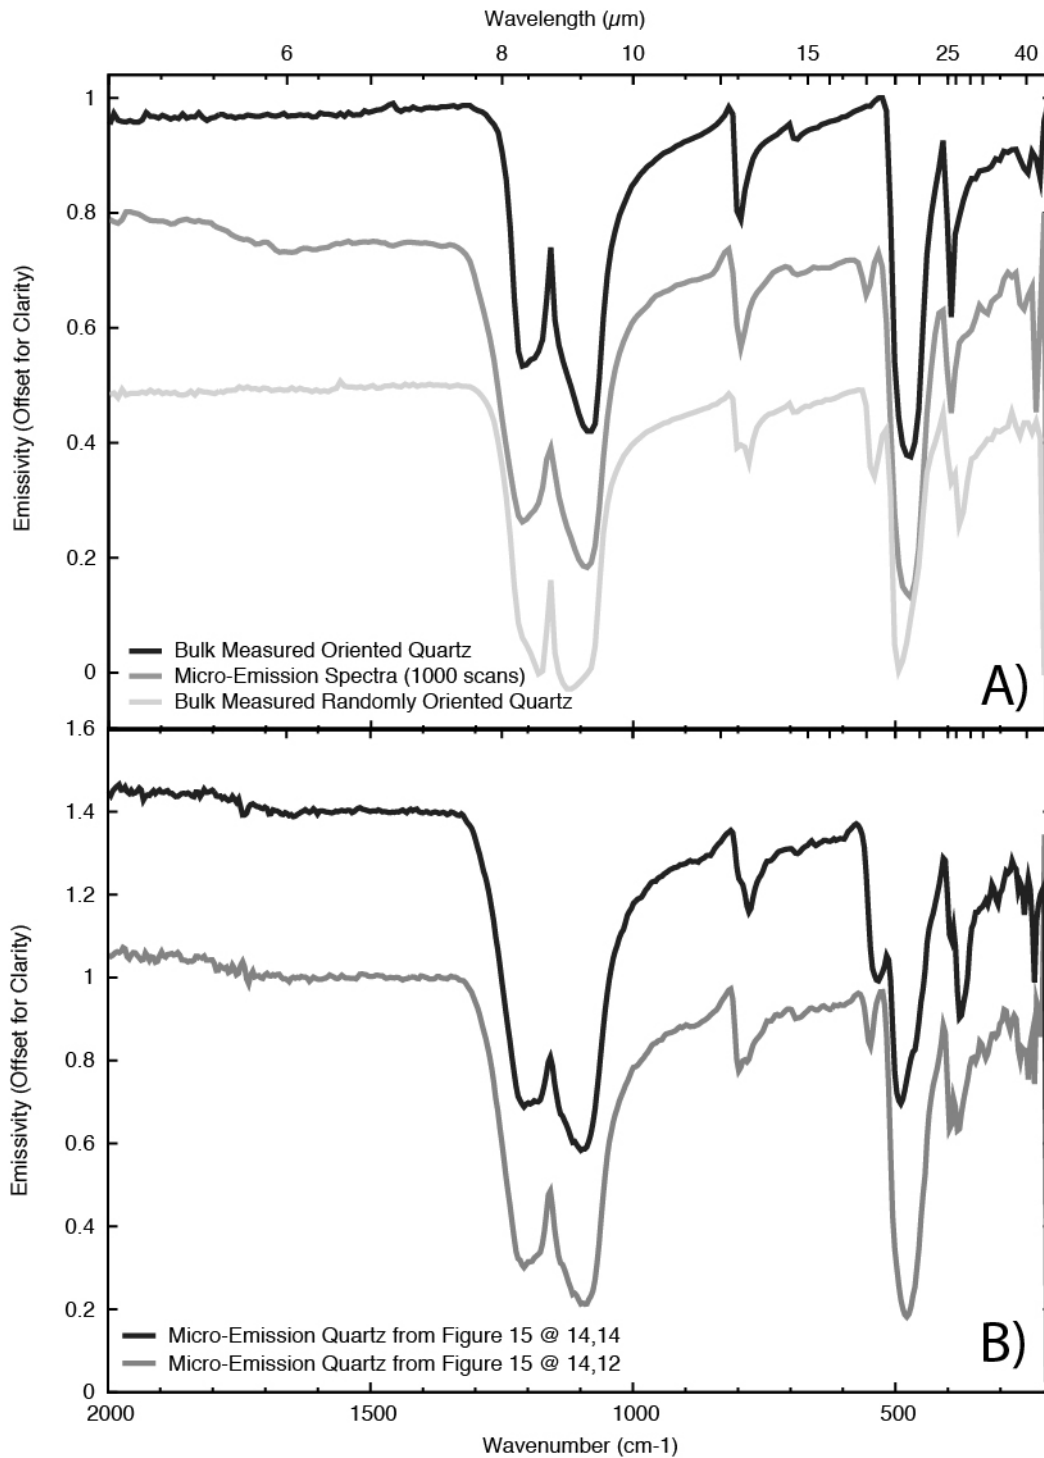 Wavelength (µm)
6 8 10 15 25 40
1
0.8
0.6
0.4
0.2
0
Emissivity (Offset for Clarity)
Bulk Measured Oriented Quartz
Micro-Emission Spectra (1000 scans)
Bulk Measured Randomly Oriented Quartz
A)
1.6
1.4
1.2
1
0.8
0.6
0.4
0.2
0
Emissivity (Offset for Clarity)
Micro-Emission Quartz from Figure 15 @ 14,14
Micro-Emission Quartz from Figure 15 @ 14,12
B)
2000 1500 1000 500
Wavenumber (cm-1)